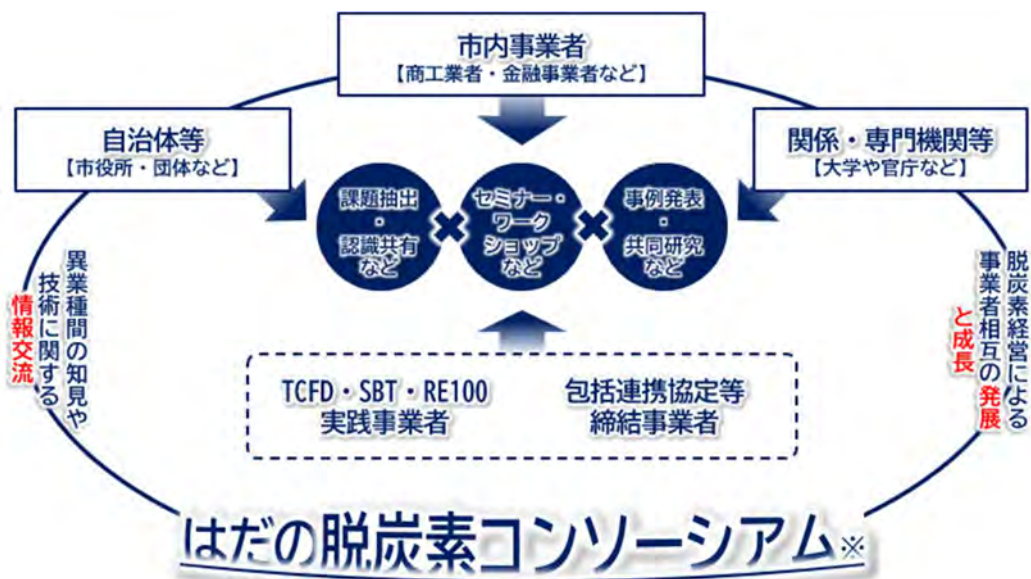 市内事業者
【商工業者・金融事業者など】
自治体等
【市役所・団体など】
関係・専門機関等
【大学や官庁など】
課題抽出
・
認識共有
など
×
セミナー・
ワーク
ショップ
など
×
事例発表
・
共同研究
など
異業種間の知見や
技術に関する
情報交流
脱炭素経営による
事業者相互の発展
と成長
TCFD・SBT・RE100
実践事業者
包括連携協定等
締結事業者
はだの脱炭素コンソーシアム※